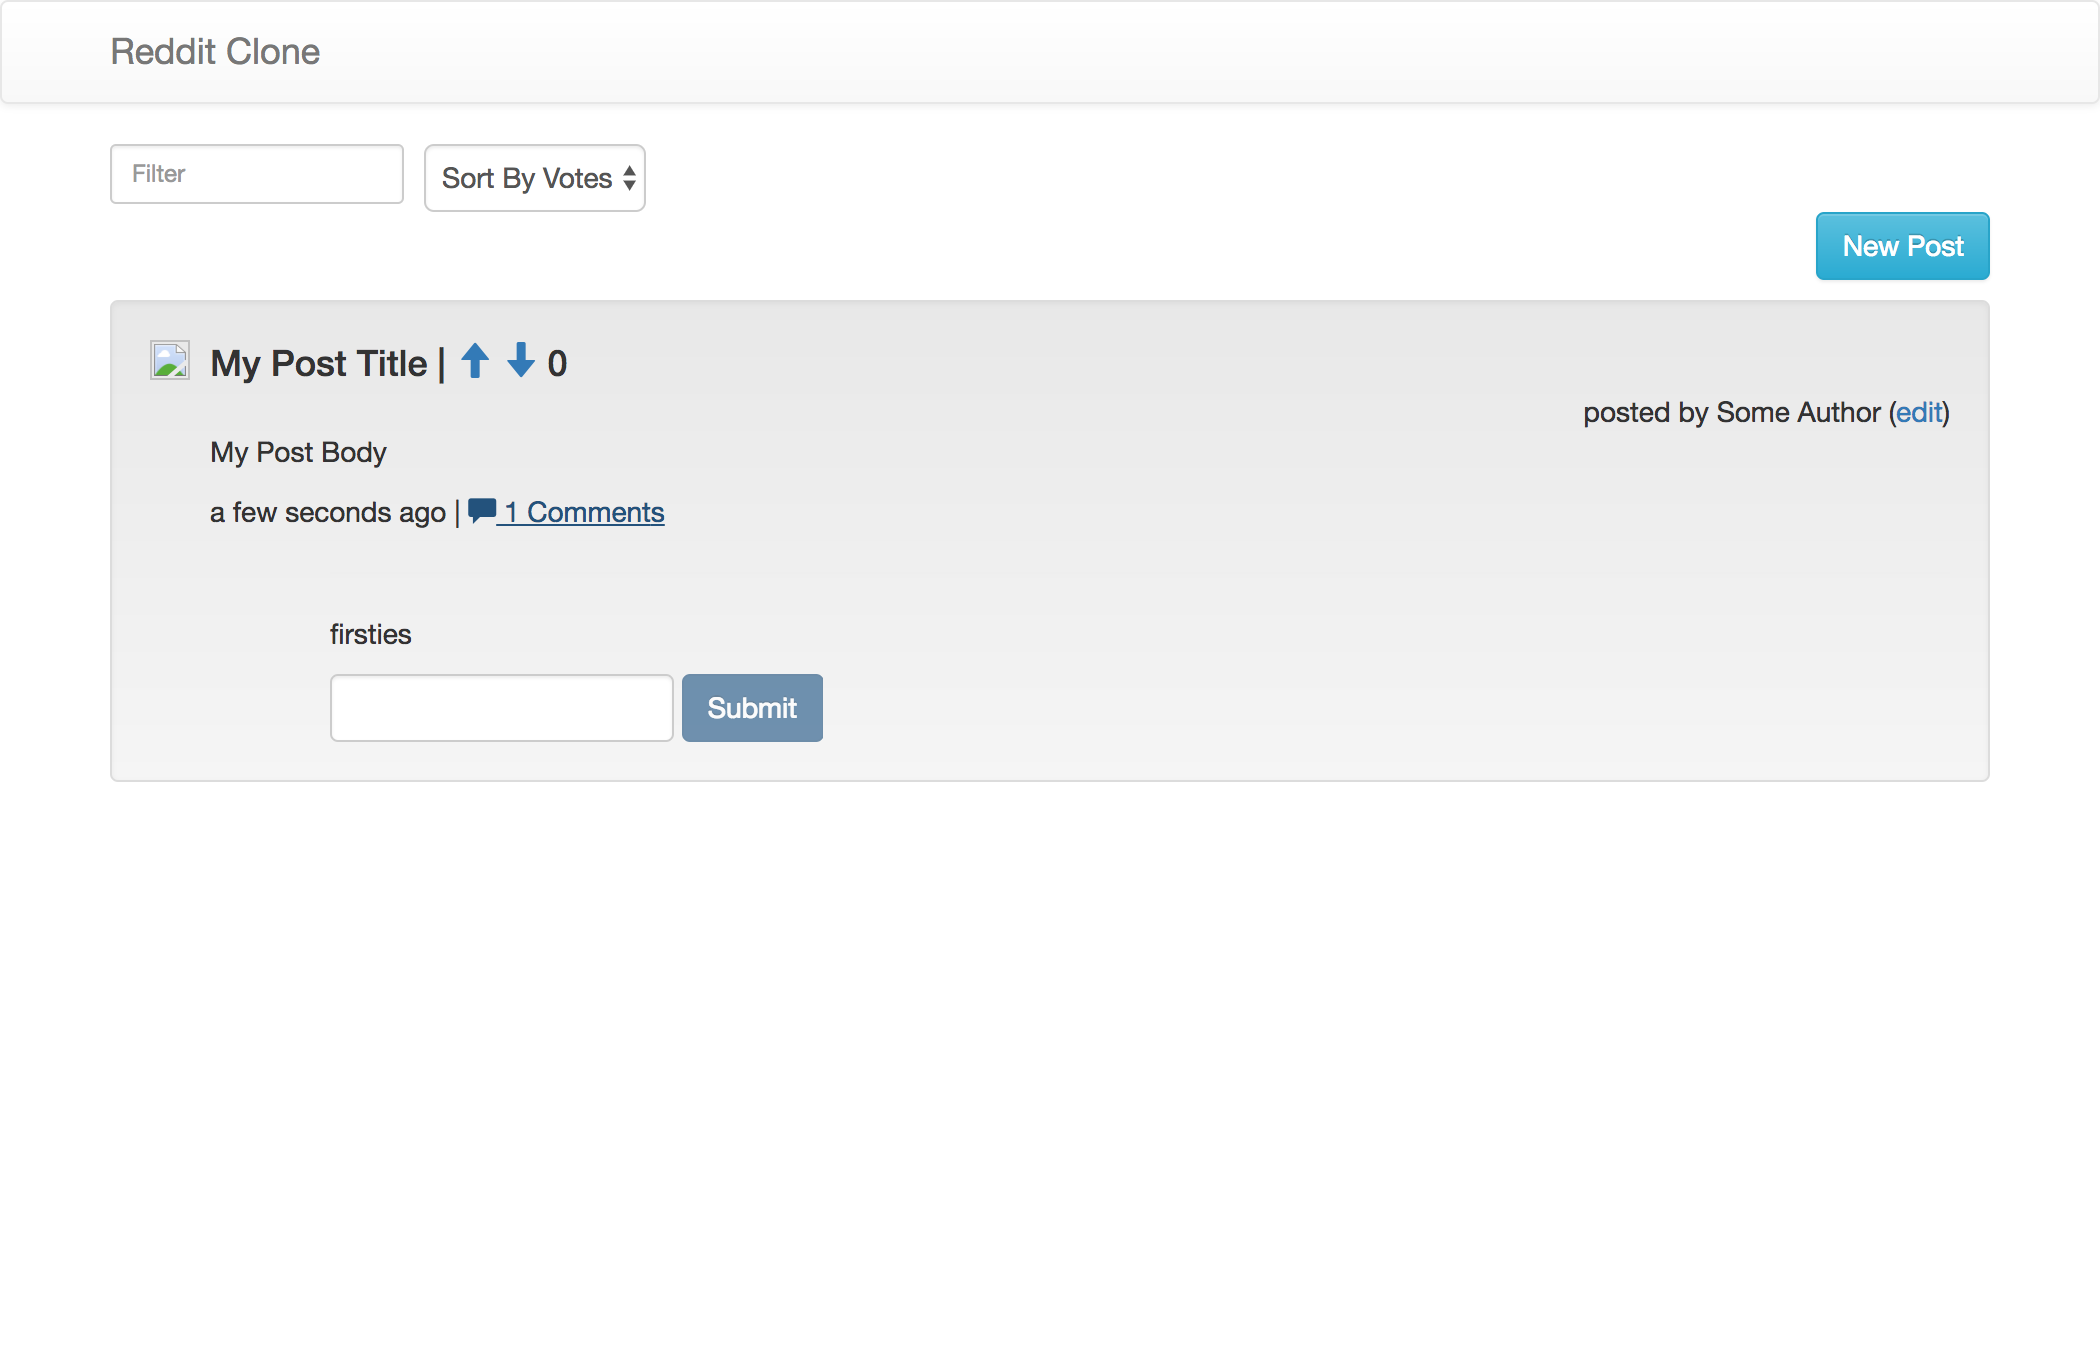 Reddit Clone
Filter
Sort By Votes
New Post
My Post Title | 0
posted by Some Author (edit)
My Post Body
a few seconds ago | 1 Comments
firsties
Submit